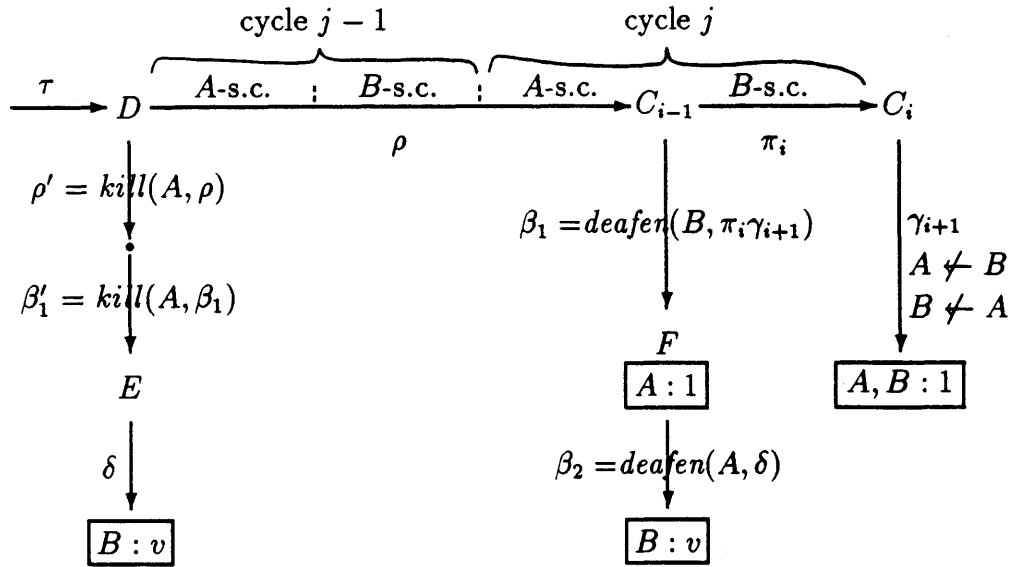 cycle j − 1 cycle j
τ A-s.c. B-s.c. A-s.c. B-s.c.
D C_{i−1} C_i
ρ π_i
ρ′ = kill(A, ρ)
β_1 = deafen(B, π_iγ_{i+1}) γ_{i+1}
A ↚ B
β′_1 = kill(A, β_1) B ↚ A
F
E A : 1 A, B : 1
δ β_2 = deafen(A, δ)
B : v B : v